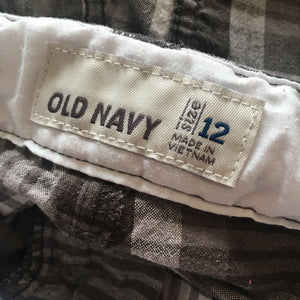 OLD NAVY
SIZE
12
MADE IN
VIETNAM